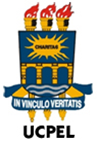 CHARITAS
IN VINCULO VERITATIS
UCPEL